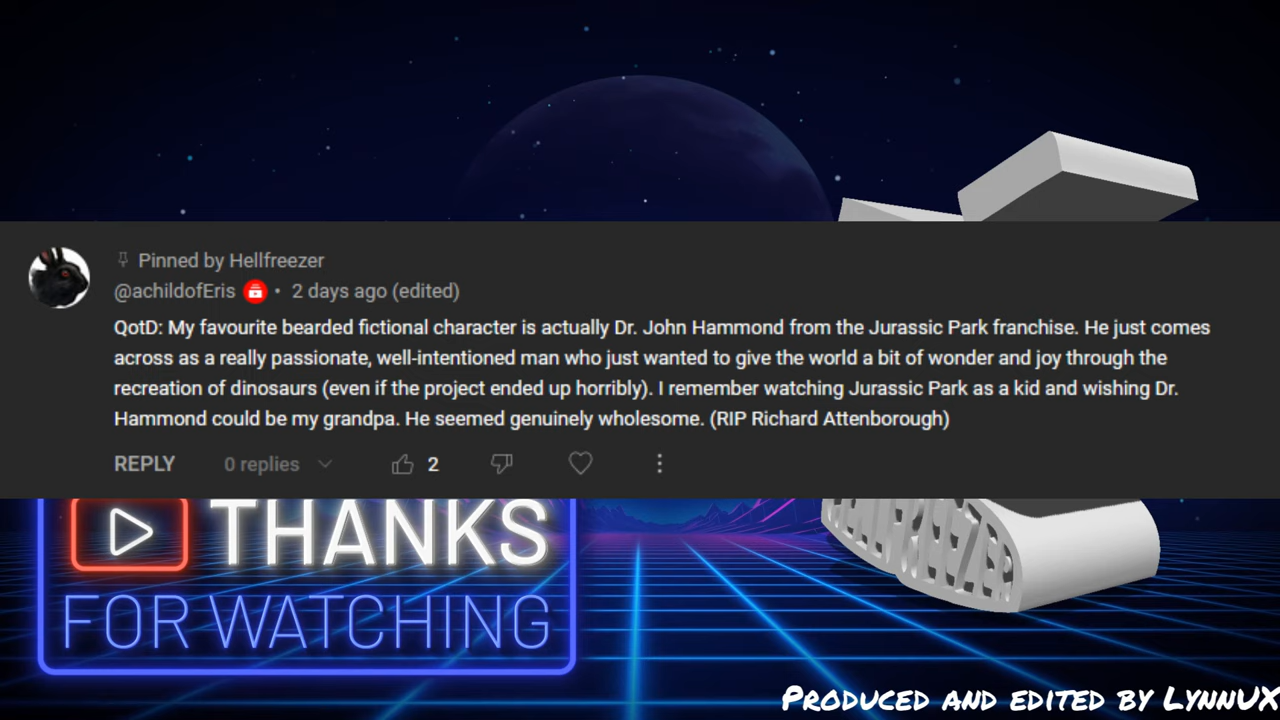 Pinned by Hellfreezer
@achildofEris • 2 days ago (edited)
QotD: My favourite bearded fictional character is actually Dr. John Hammond from the Jurassic Park franchise. He just comes
across as a really passionate, well-intentioned man who just wanted to give the world a bit of wonder and joy through the
recreation of dinosaurs (even if the project ended up horribly). I remember watching Jurassic Park as a kid and wishing Dr.
Hammond could be my grandpa. He seemed genuinely wholesome. (RIP Richard Attenborough)
REPLY 0 replies 2
THANKS
FOR WATCHING
HELLFREEZER
PRODUCED AND EDITED BY LYNNUX